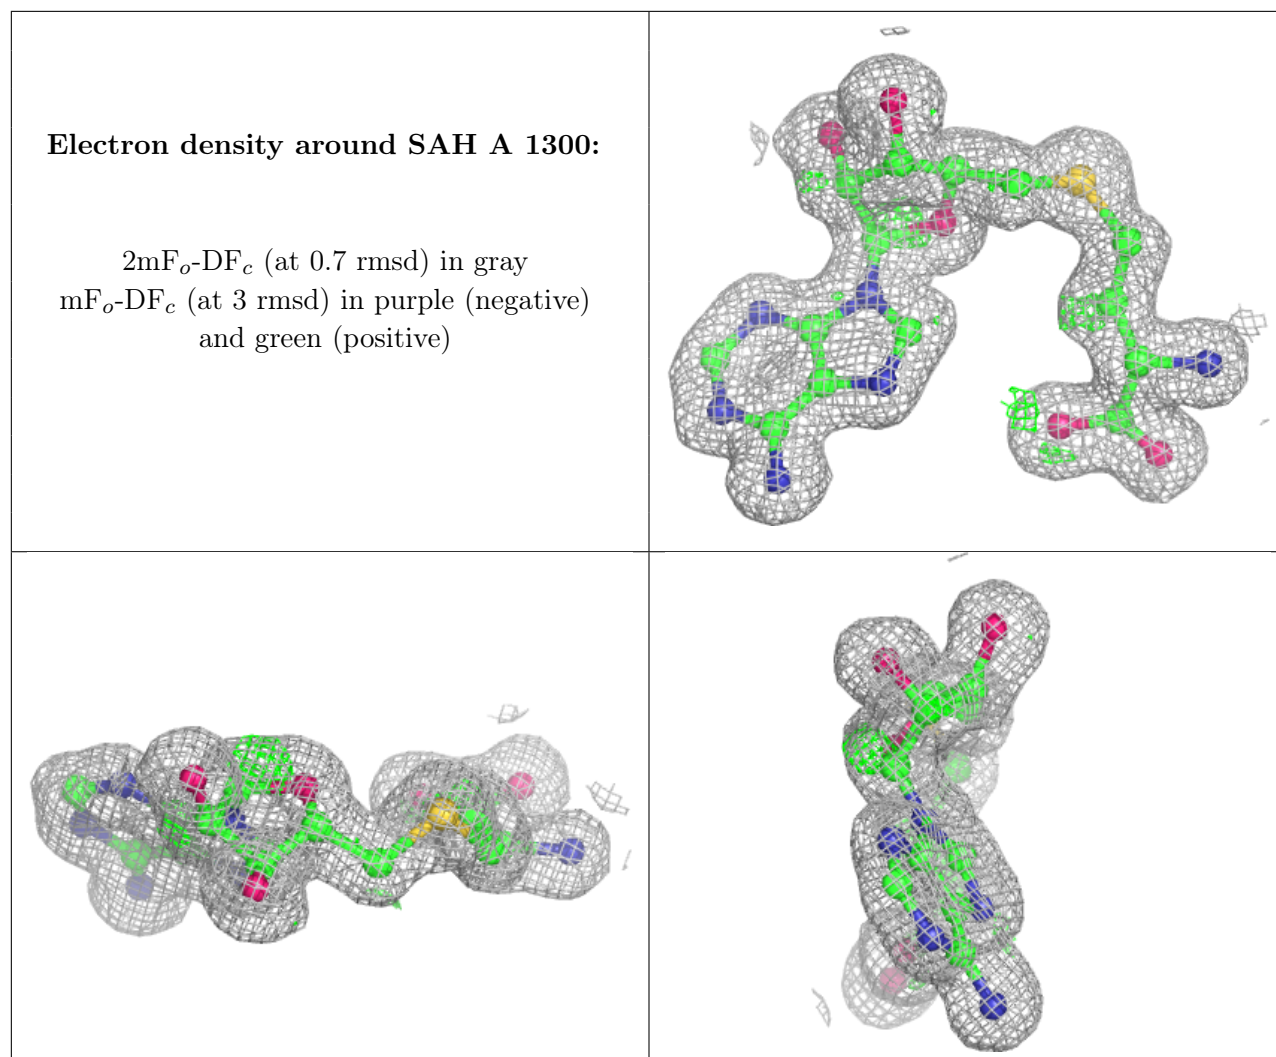 Electron density around SAH A 1300:
2mFₒ-DF𝒸 (at 0.7 rmsd) in gray
mFₒ-DF𝒸 (at 3 rmsd) in purple (negative)
and green (positive)